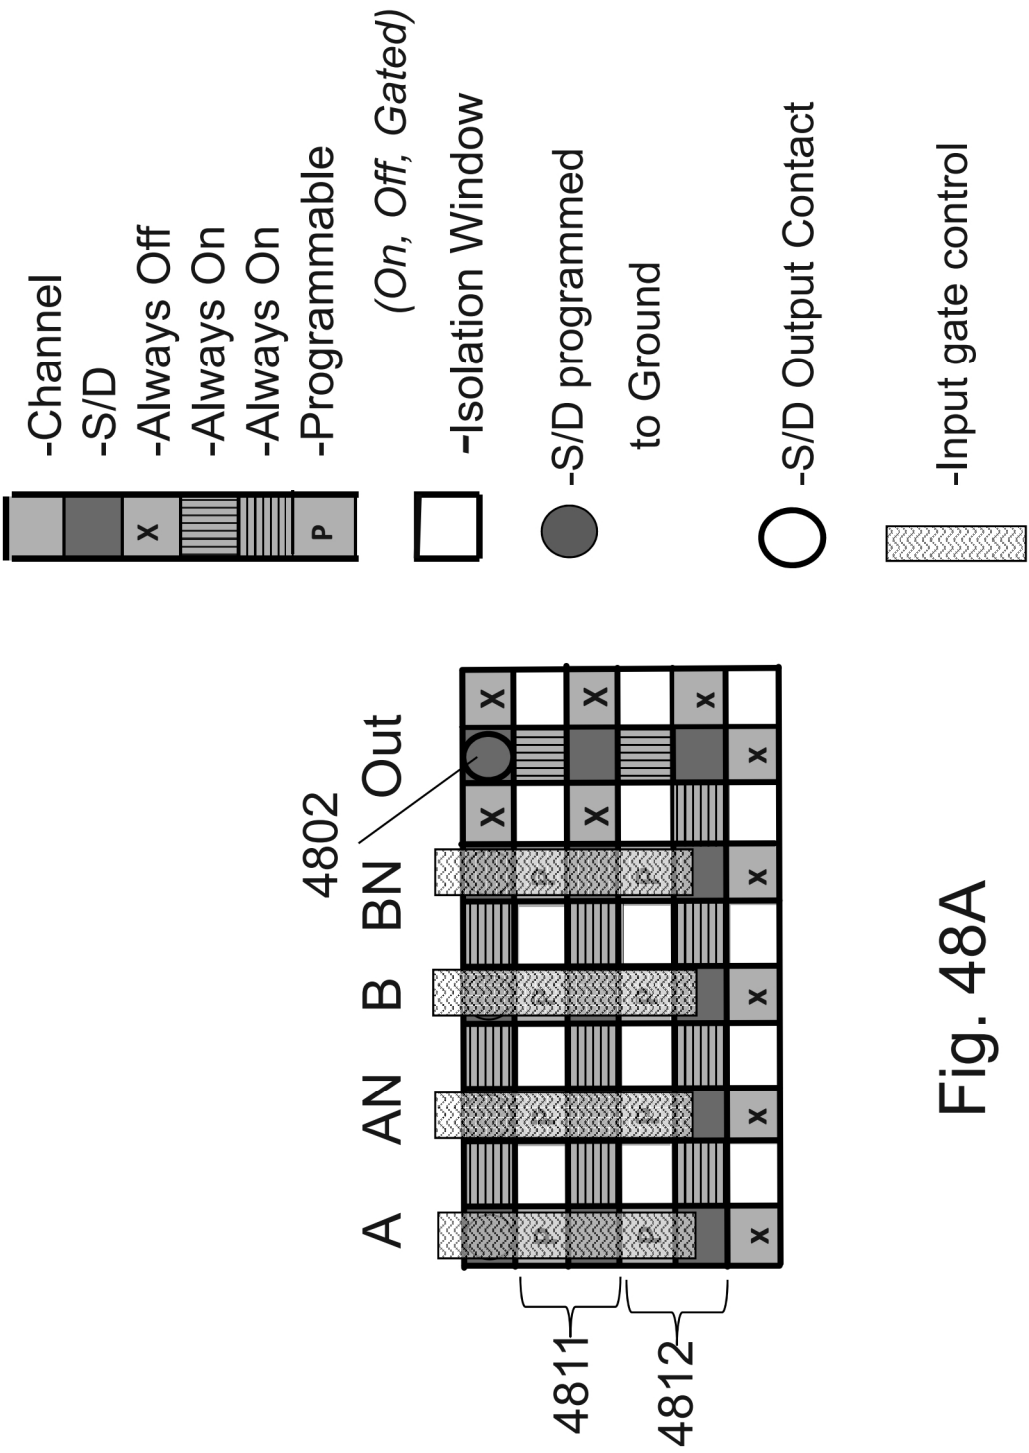 -Channel
-S/D
X -Always Off
-Always On
-Always On
P -Programmable
(On, Off, Gated)
-Isolation Window
-S/D programmed
to Ground
-S/D Output Contact
-Input gate control
4802
A AN B BN Out
X X
P P P P
X X
P P P P
X
X X X X X
4811
4812
Fig. 48A